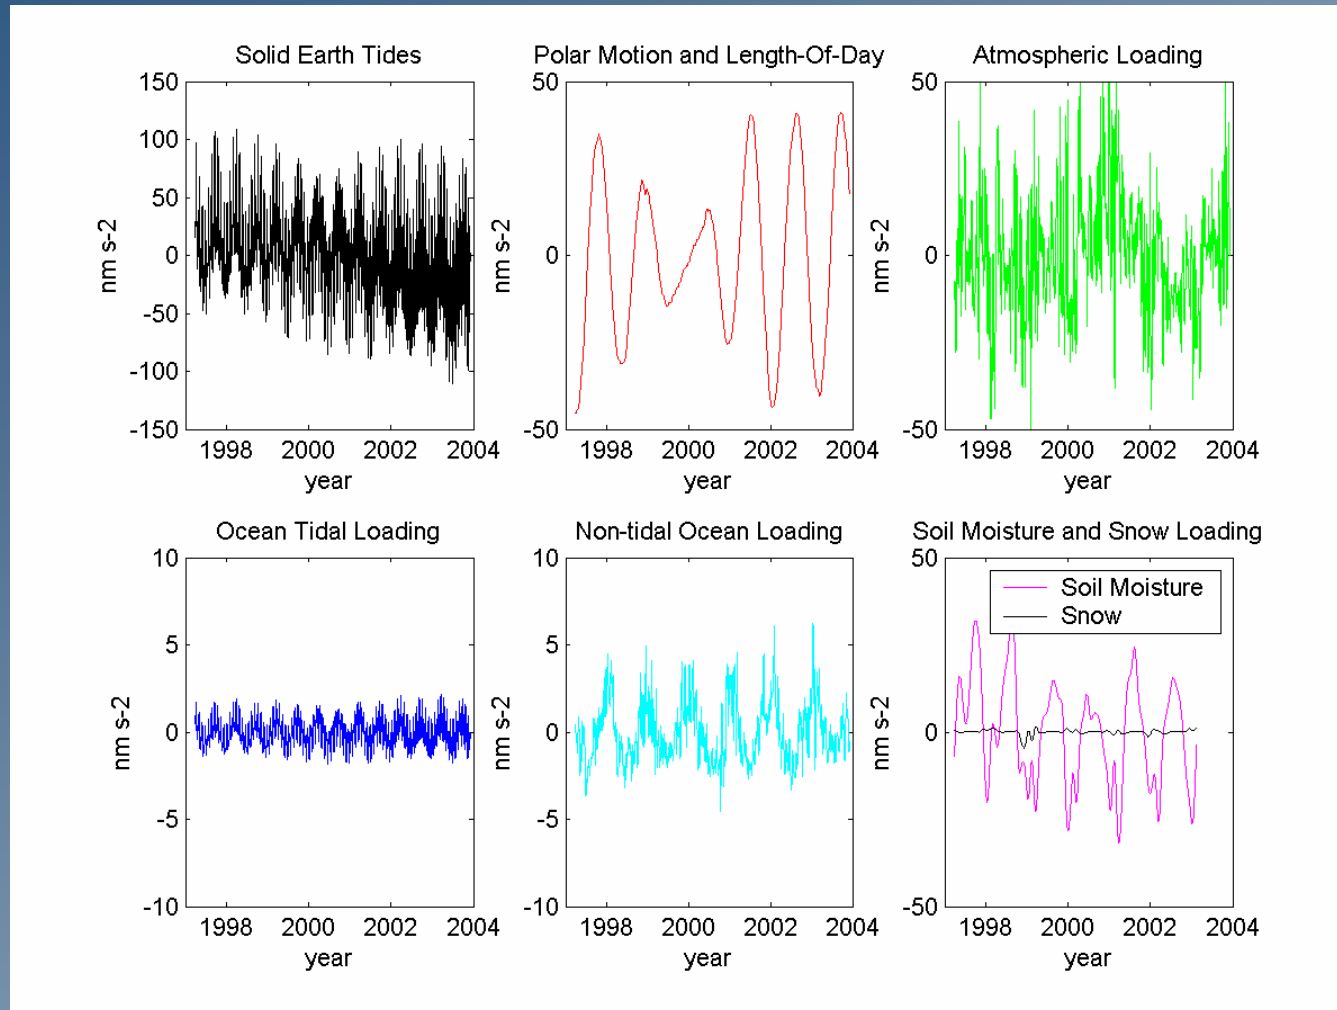 Solid Earth Tides
150
100
50
0
-50
-100
-150
nm s-2
1998 2000 2002 2004
year
Polar Motion and Length-Of-Day
50
0
-50
nm s-2
1998 2000 2002 2004
year
Atmospheric Loading
50
0
-50
nm s-2
1998 2000 2002 2004
year
Ocean Tidal Loading
10
5
0
-5
-10
nm s-2
1998 2000 2002 2004
year
Non-tidal Ocean Loading
10
5
0
-5
-10
nm s-2
1998 2000 2002 2004
year
Soil Moisture and Snow Loading
50
0
-50
nm s-2
Soil Moisture
Snow
1998 2000 2002 2004
year